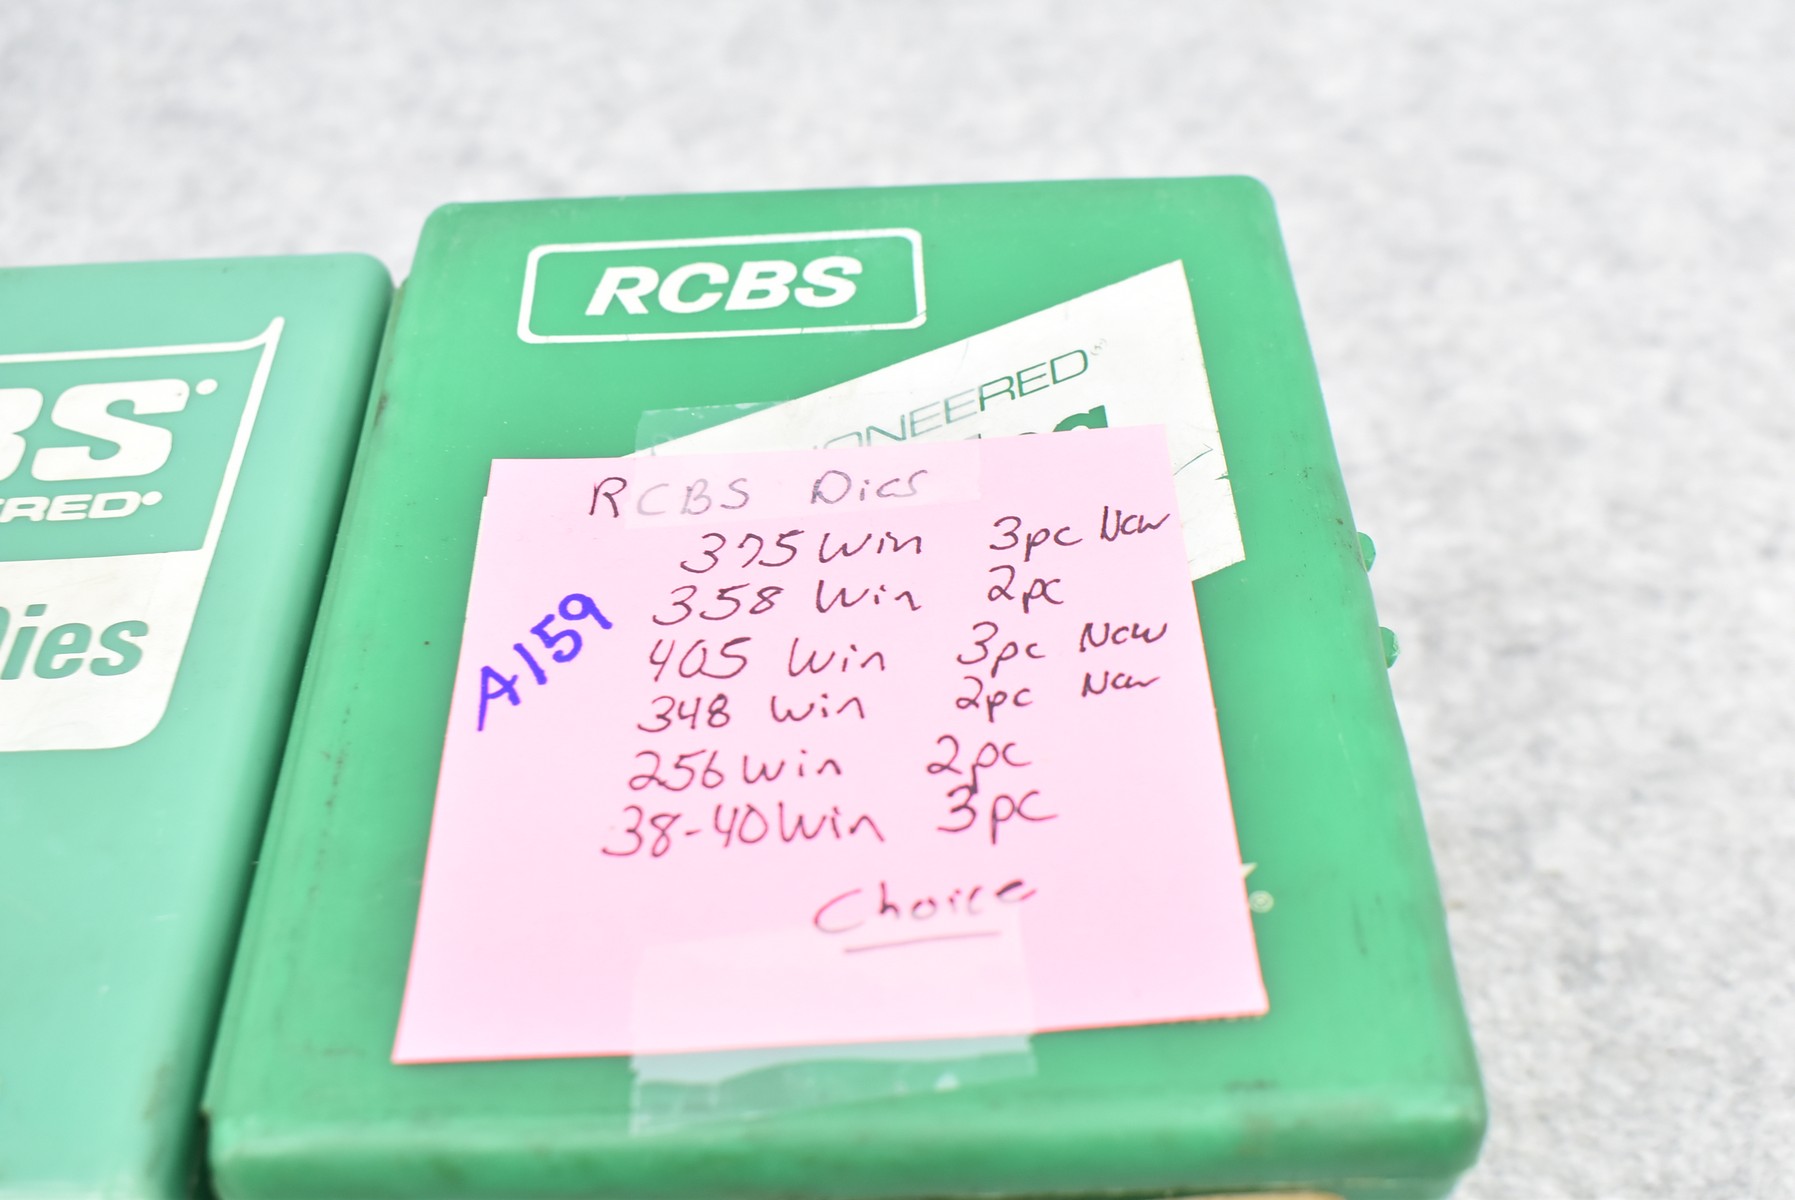 RCBS
BS
RED
Dies
ONEERED®
RCBS Dies
375 Win 3pc New
358 Win 2pc
405 Win 3pc New
348 Win 2pc New
256 Win 2pc
38-40 Win 3pc
Choice
A159